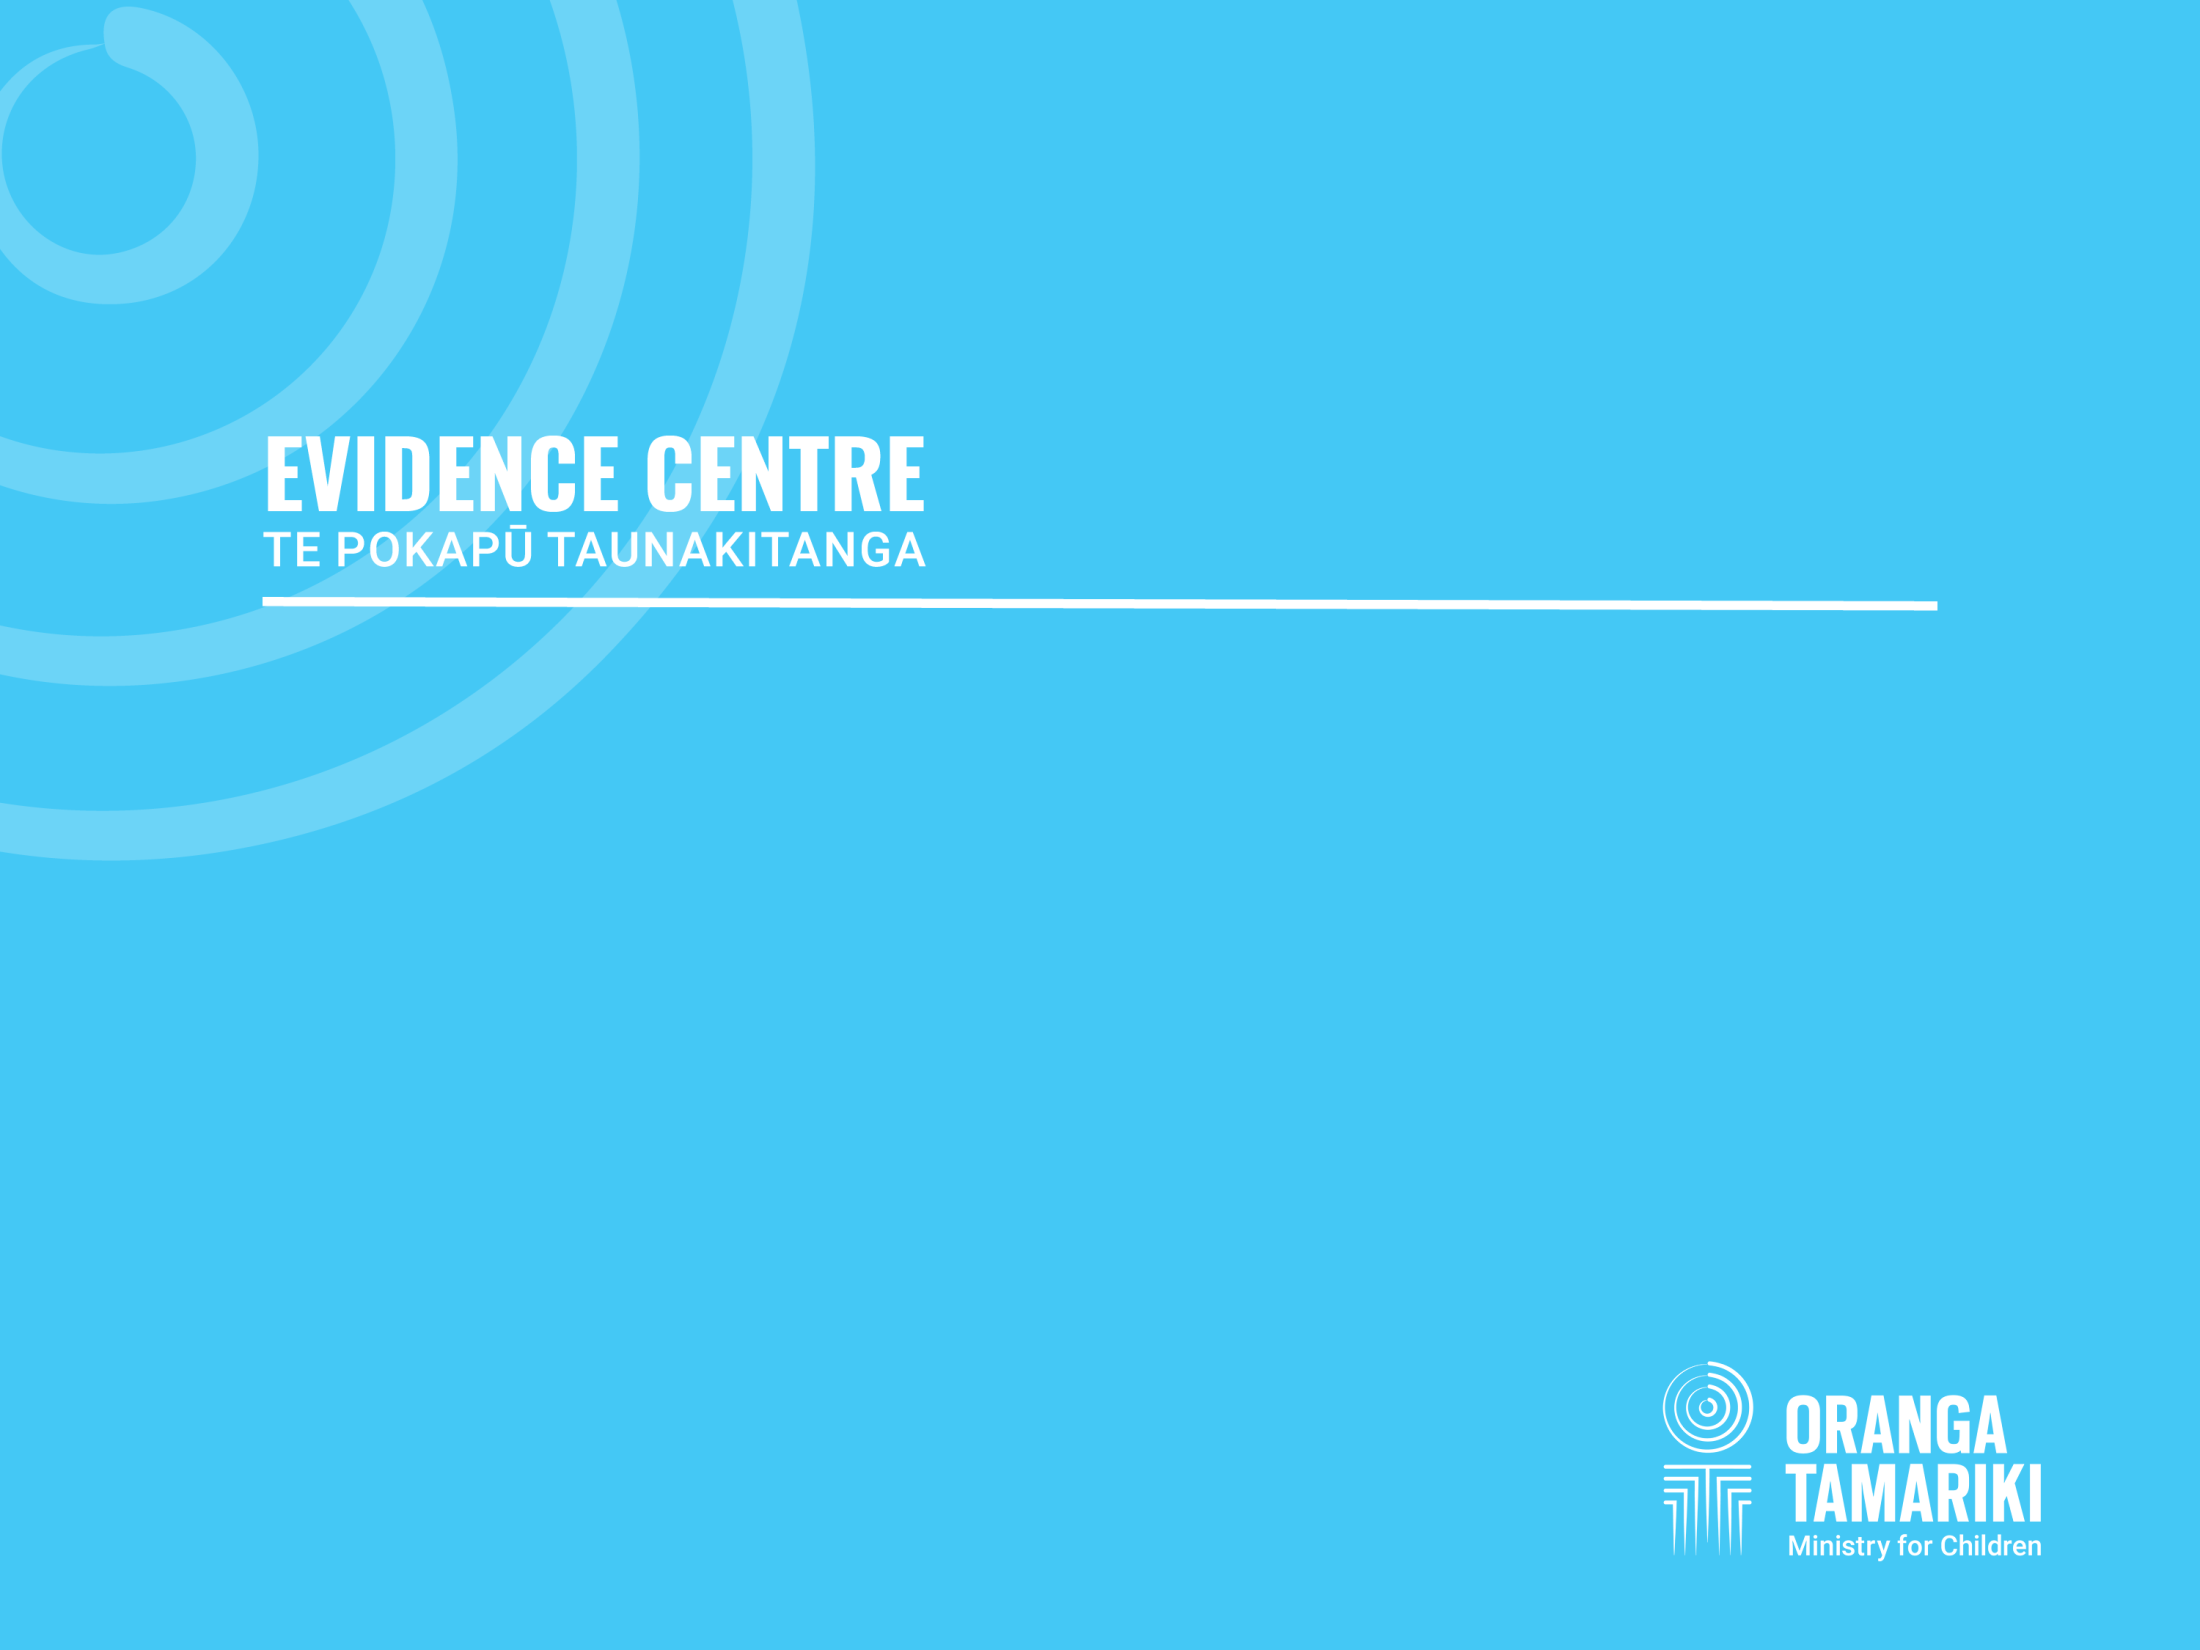 EVIDENCE CENTRE
TE POKAPŪ TAUNAKITANGA
ORANGA
TAMARIKI
Ministry for Children